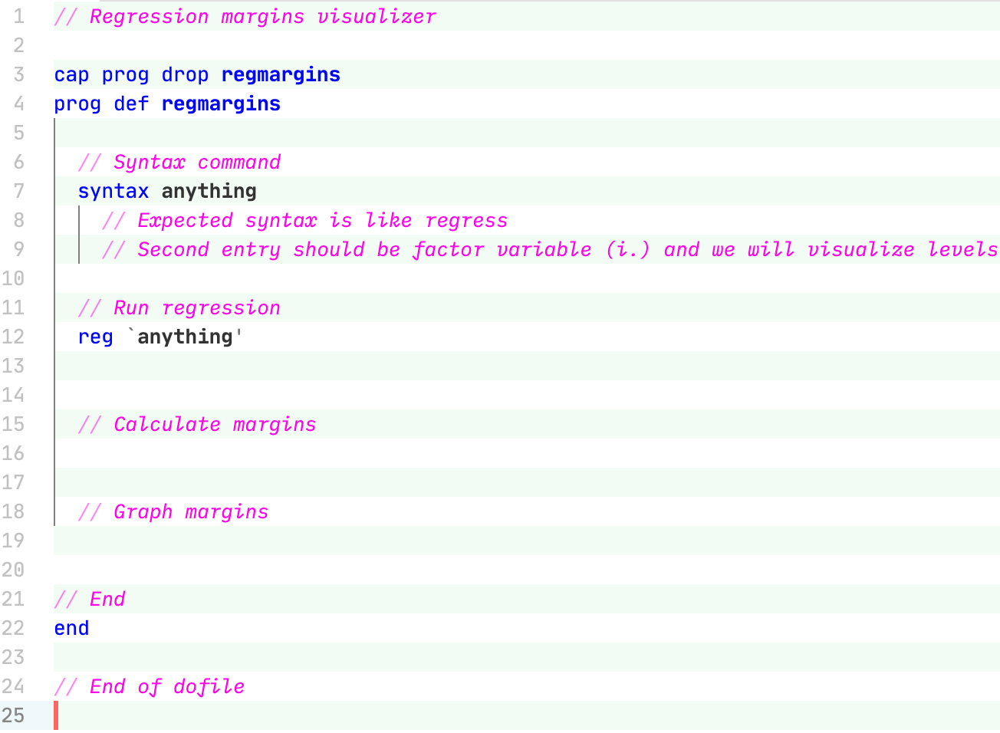 1 // Regression margins visualizer
2
3 cap prog drop regmargins
4 prog def regmargins
5
6 // Syntax command
7 syntax anything
8 // Expected syntax is like regress
9 // Second entry should be factor variable (i.) and we will visualize levels
10
11 // Run regression
12 reg `anything'
13
14
15 // Calculate margins
16
17
18 // Graph margins
19
20
21 // End
22 end
23
24 // End of dofile
25